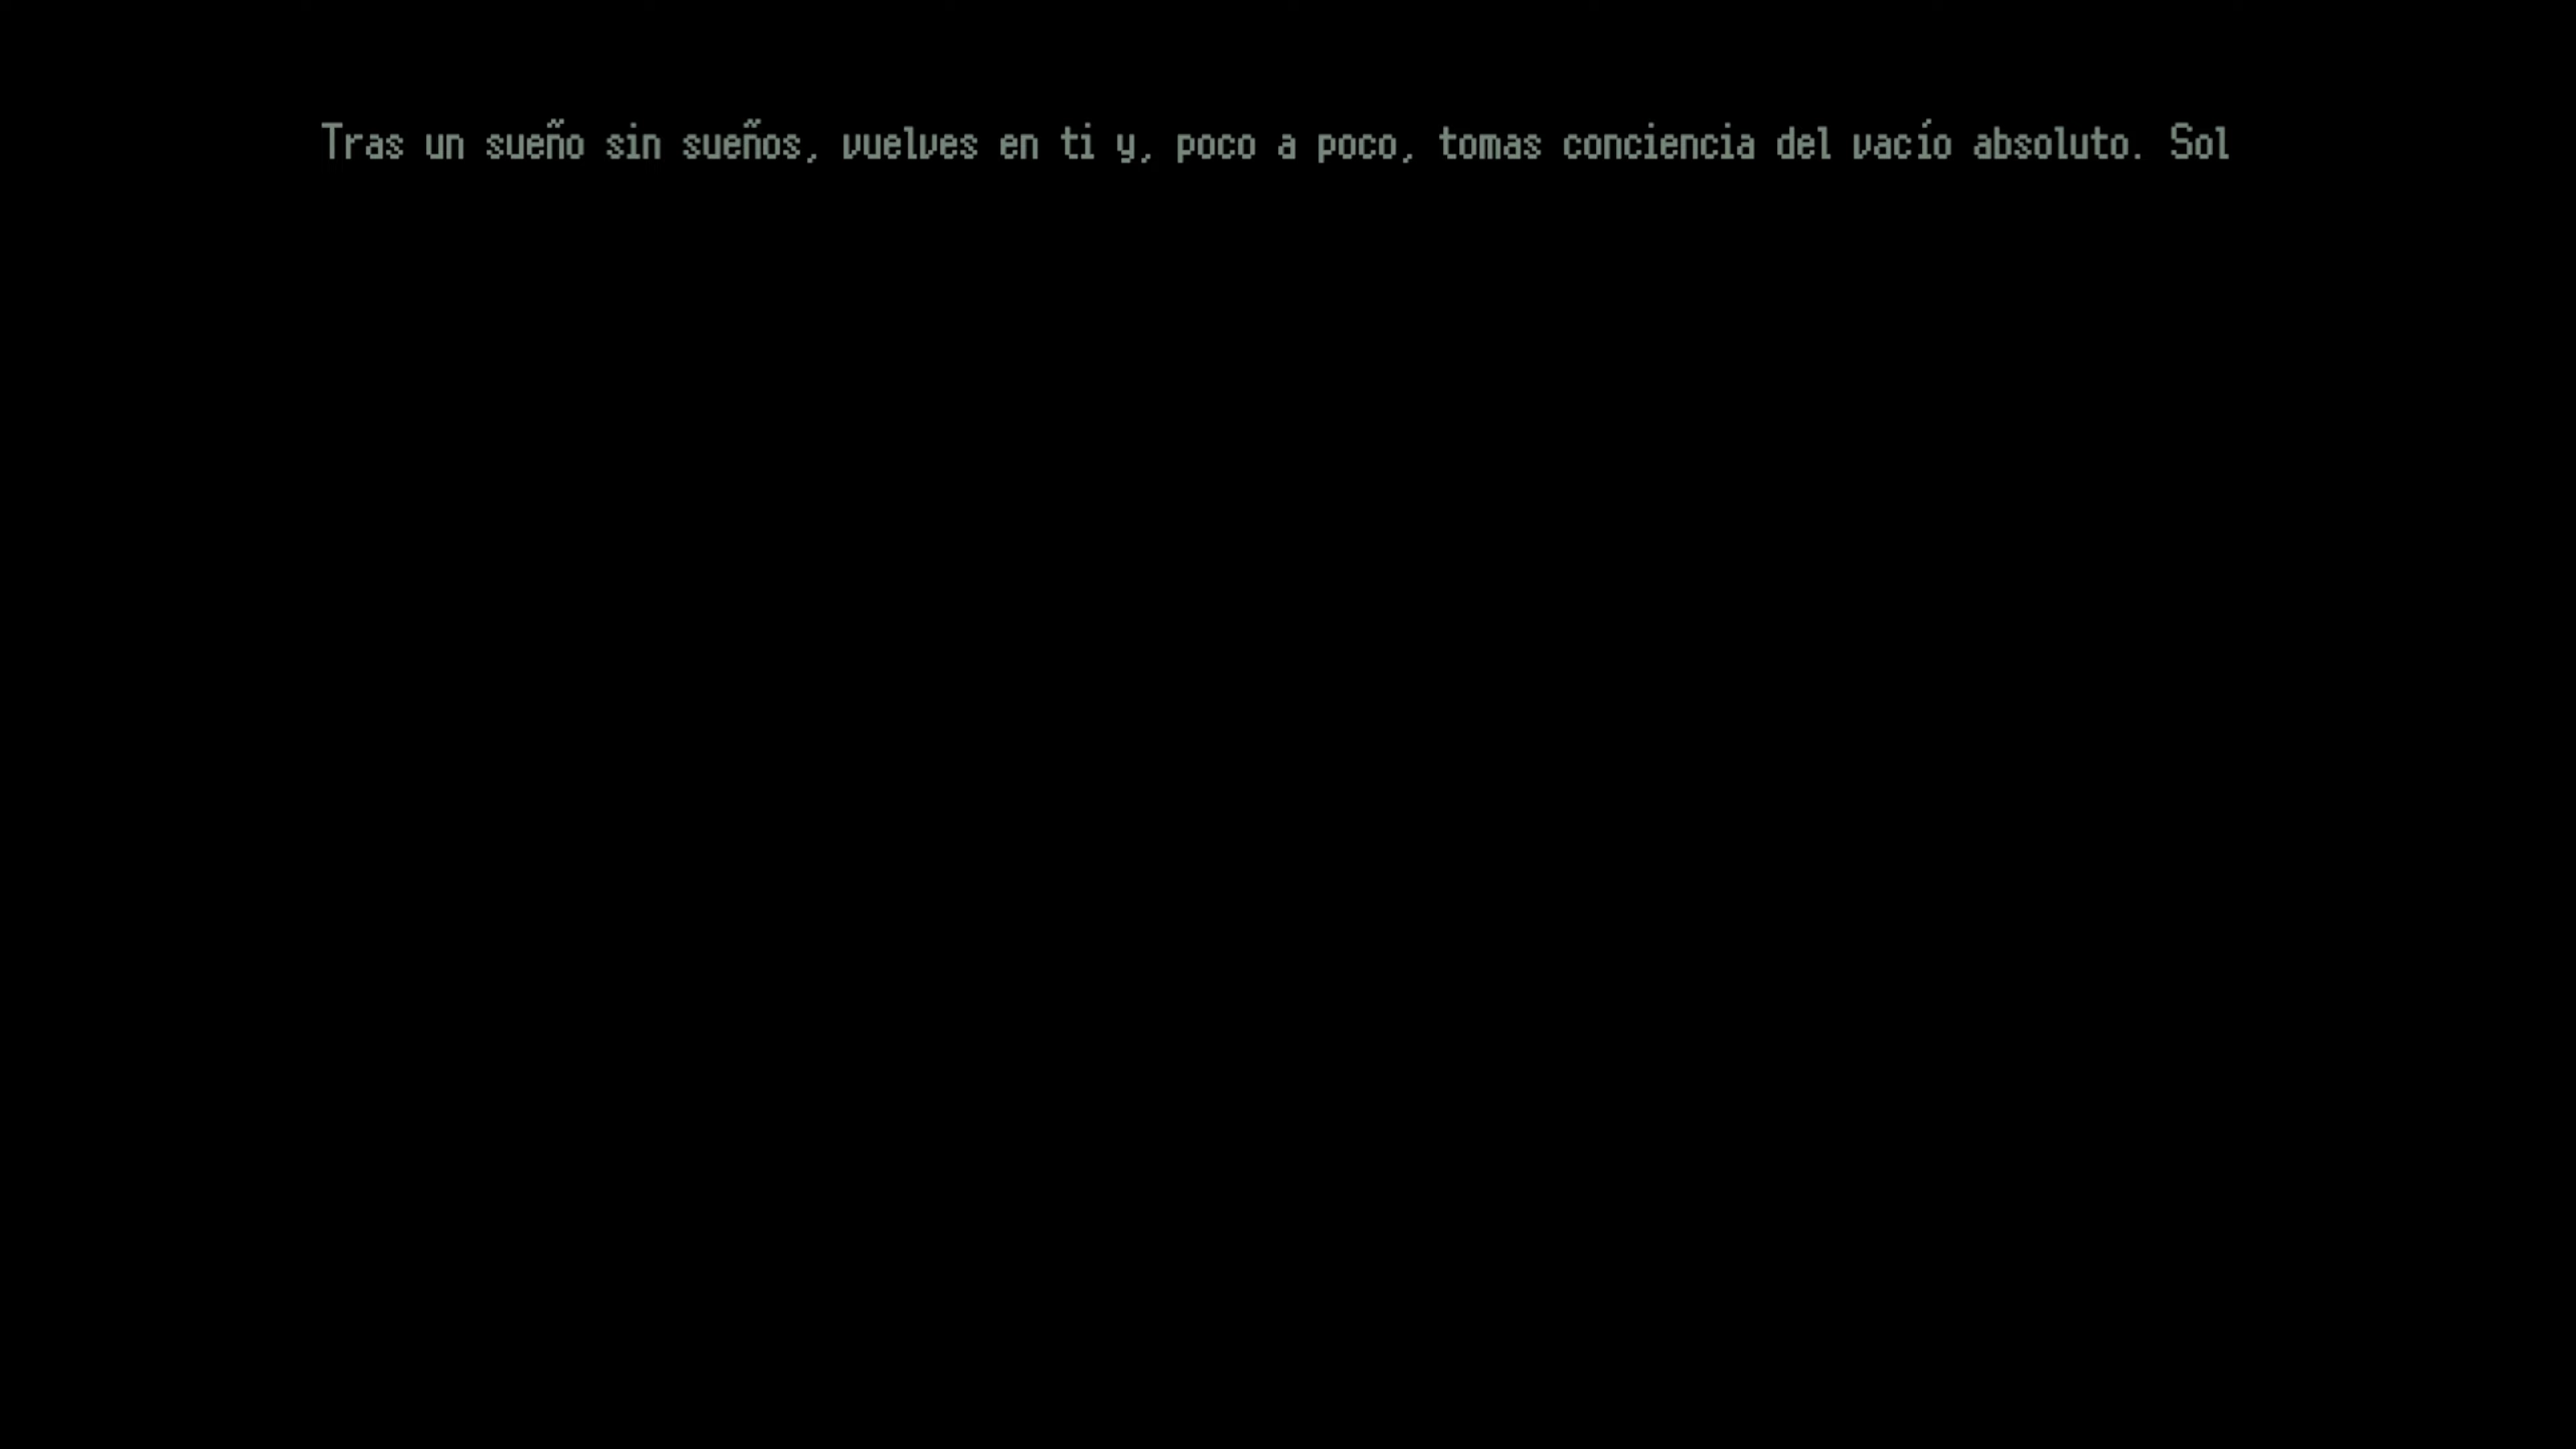 Tras un sueño sin sueños, vuelves en ti y, poco a poco, tomas conciencia del vacío absoluto. Sol